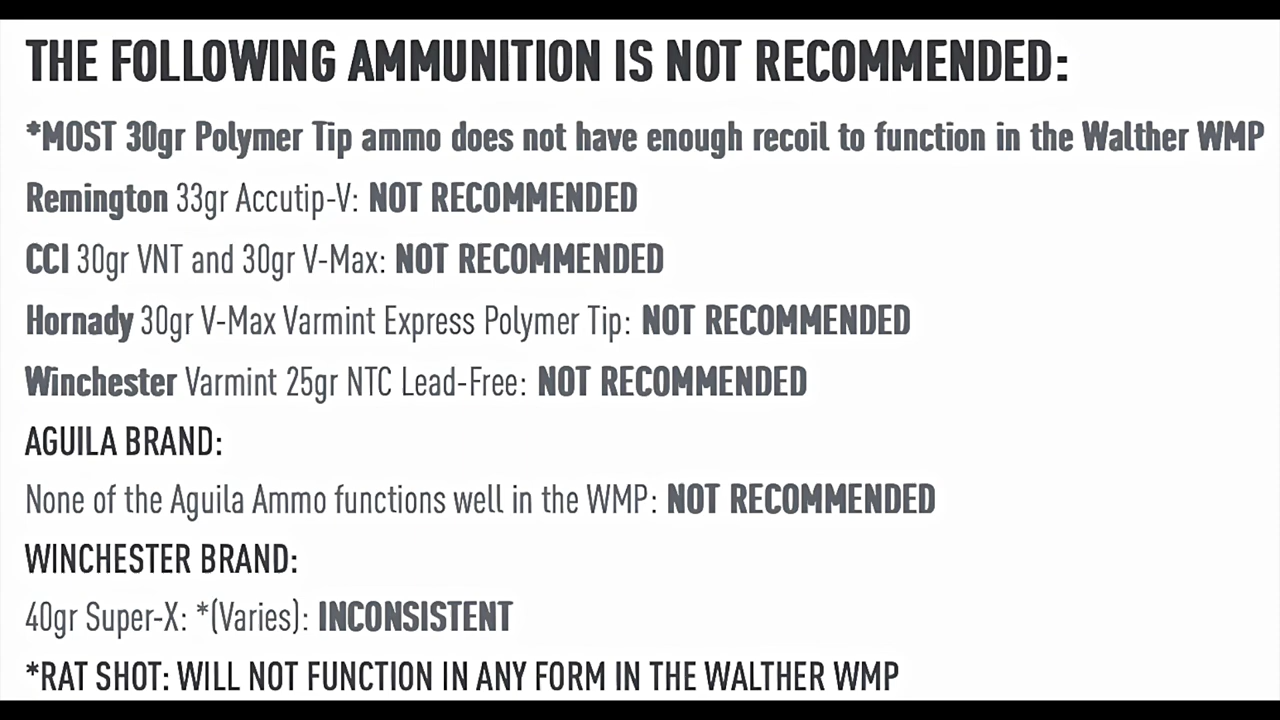 THE FOLLOWING AMMUNITION IS NOT RECOMMENDED:
*MOST 30gr Polymer Tip ammo does not have enough recoil to function in the Walther WMP
Remington 33gr Accutip-V: NOT RECOMMENDED
CCI 30gr VNT and 30gr V-Max: NOT RECOMMENDED
Hornady 30gr V-Max Varmint Express Polymer Tip: NOT RECOMMENDED
Winchester Varmint 25gr NTC Lead-Free: NOT RECOMMENDED
AGUILA BRAND:
None of the Aguila Ammo functions well in the WMP: NOT RECOMMENDED
WINCHESTER BRAND:
40gr Super-X: *(Varies): INCONSISTENT
*RAT SHOT: WILL NOT FUNCTION IN ANY FORM IN THE WALTHER WMP